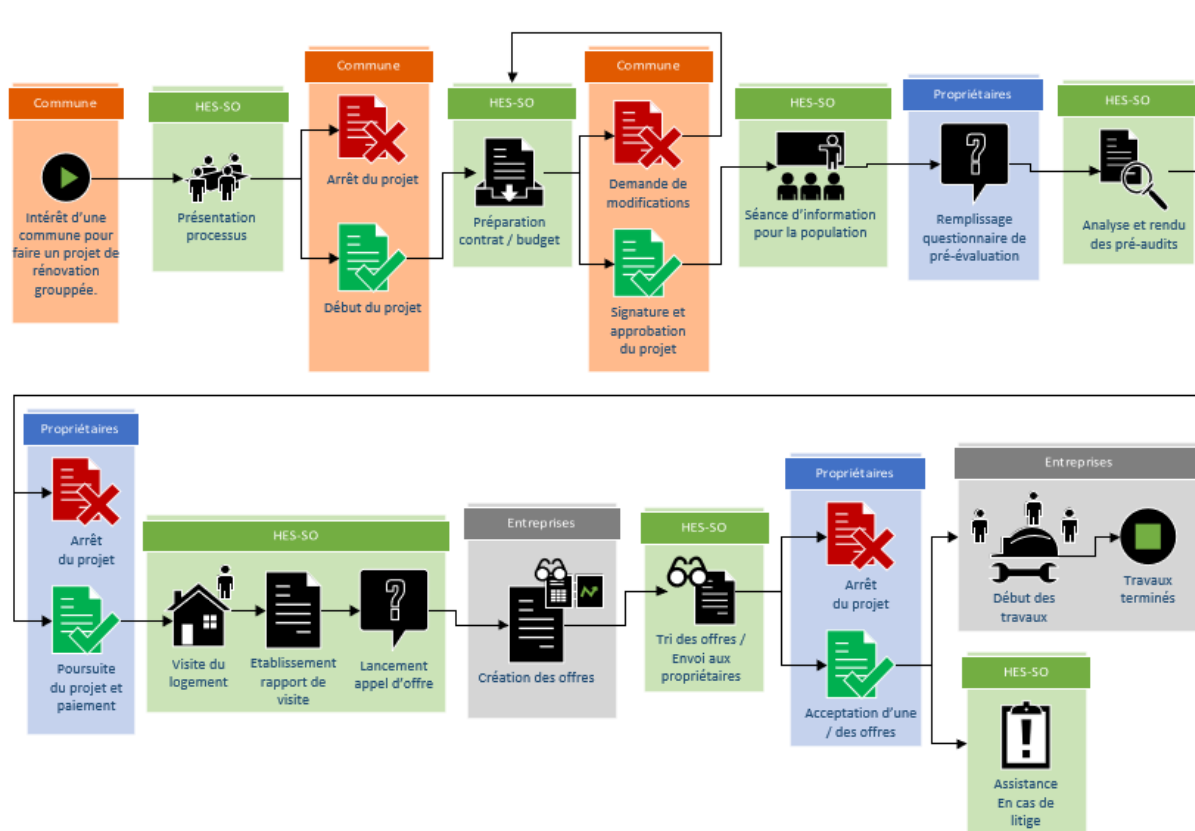 Commune
Intérêt d'une
commune pour
faire un projet de
rénovation
grouppée.
HES-SO
Présentation
processus
Commune
Arrêt du projet
Début du projet
HES-SO
Préparation
contrat / budget
Commune
Demande de
modifications
Signature et
approbation
du projet
HES-SO
Séance d'information
pour la population
Propriétaires
Remplissage
questionnaire de
pré-évaluation
HES-SO
Analyse et rendu
des pré-audits
Propriétaires
Arrêt
du projet
Poursuite
du projet et
paiement
HES-SO
Visite du
logement
Etablissement
rapport de
visite
Lancement
appel d'offre
Entreprises
Création des offres
HES-SO
Tri des offres /
Envoi aux
propriétaires
Propriétaires
Arrêt
du projet
Acceptation d'une
/ des offres
Entreprises
Début des
travaux
Travaux
terminés
HES-SO
Assistance
En cas de
litige